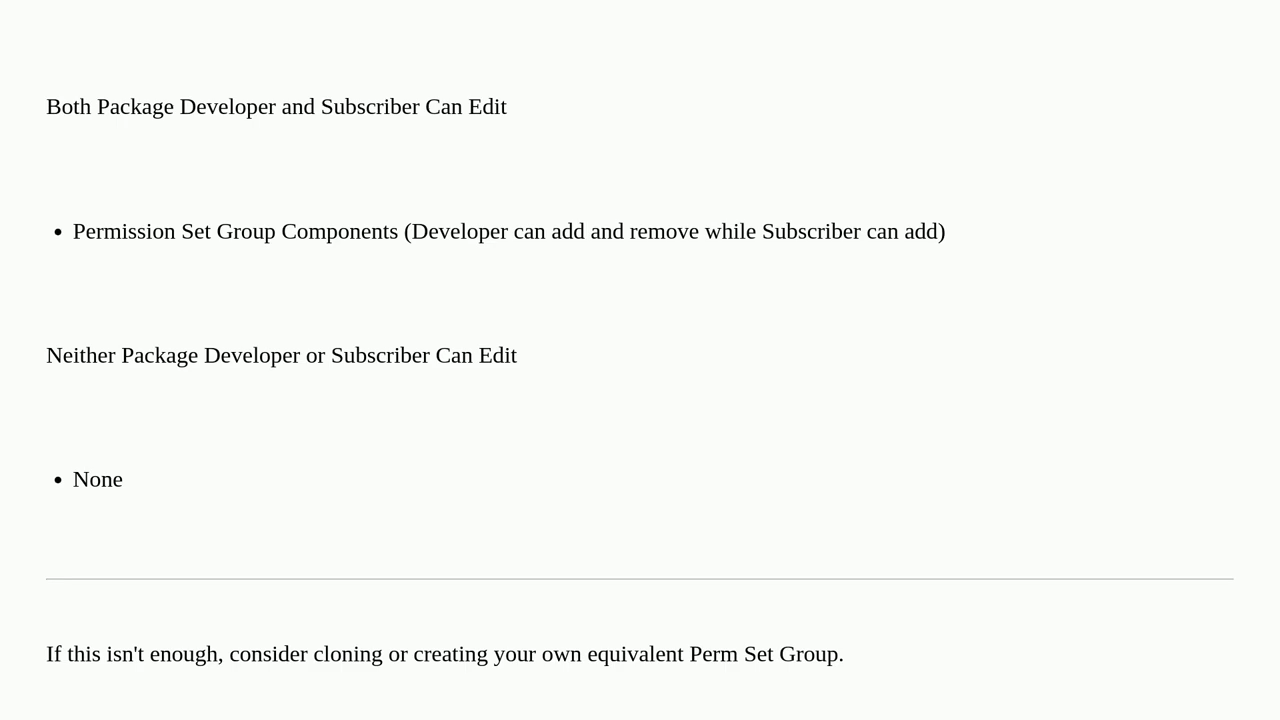 Both Package Developer and Subscriber Can Edit
• Permission Set Group Components (Developer can add and remove while Subscriber can add)
Neither Package Developer or Subscriber Can Edit
• None
If this isn't enough, consider cloning or creating your own equivalent Perm Set Group.